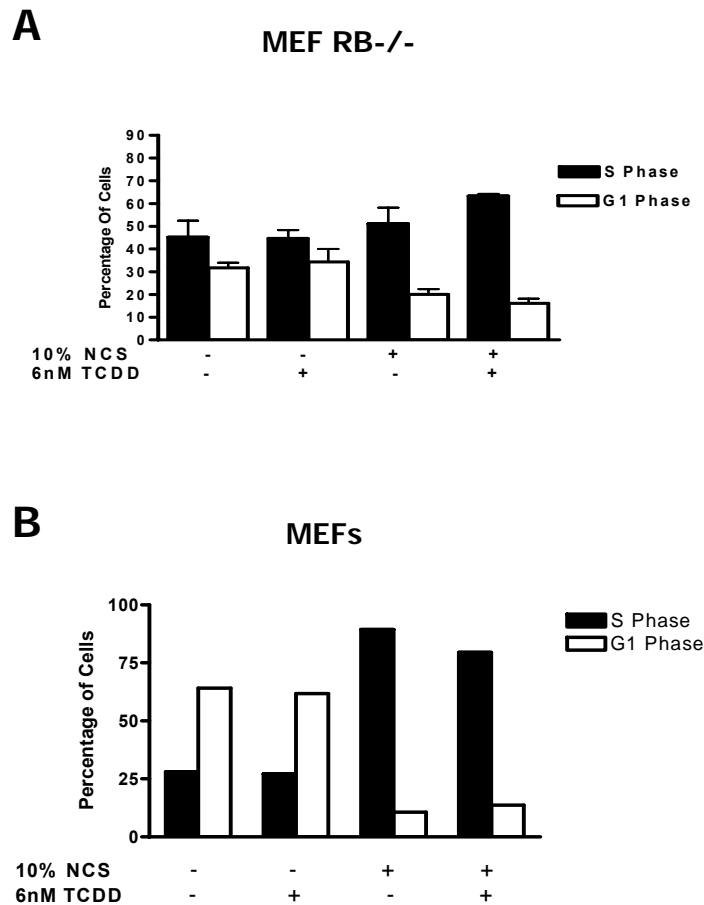 A
MEF RB-/-
90
80
70
60
50
40
30
20
10
0
Percentage Of Cells
S Phase
G1 Phase
10% NCS - - + +
6nM TCDD - + - +
B
MEFs
100
75
50
25
0
Percentage of Cells
S Phase
G1 Phase
10% NCS - - + +
6nM TCDD - + - +